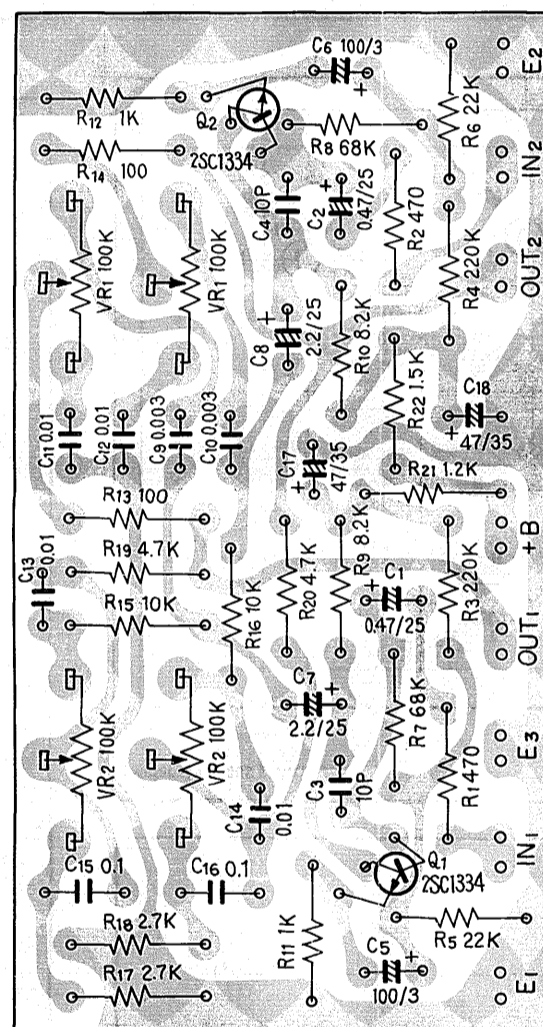 C6 100/3
+
E2
R12 1K
Q2
2SC1334
R8 68K
R6 22K
R14 100
IN2
C4 10P
+
C2 0.47/25
R2 470
VR1 100K
VR1 100K
R4 220K
OUT2
+
C8 2.2/25
R10 8.2K
R22 1.5K
C18
+
47/35
C11 0.01
C12 0.01
C9 0.003
C10 0.003
C17
+
47/35
R21 1.2K
R13 100
+B
C13 0.01
R19 4.7K
R15 10K
R16 10K
R20 4.7K
R9 8.2K
+
C1
0.47/25
R3 220K
OUT1
C7
+
2.2/25
R7 68K
VR2 100K
VR2 100K
E3
C14 0.01
C3 10P
R1 470
IN1
C15 0.1
C16 0.1
Q1
2SC1334
R18 2.7K
R11 1K
R5 22K
R17 2.7K
C5
+
100/3
E1